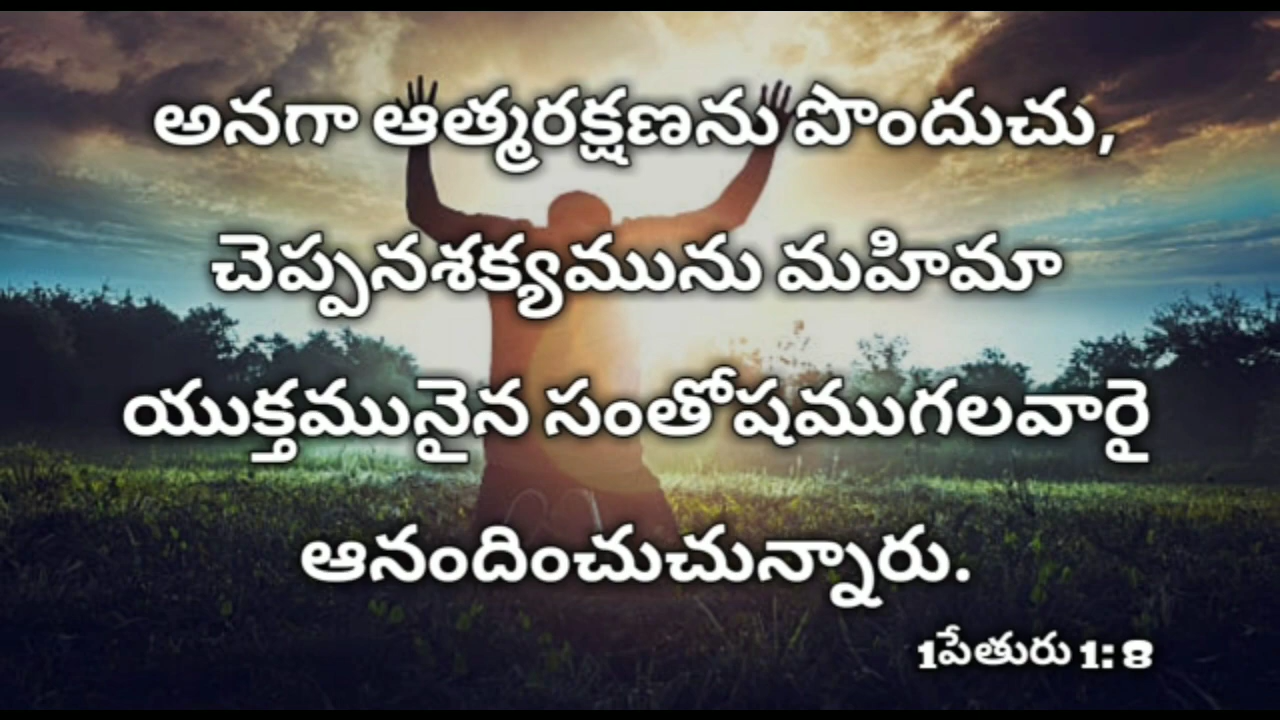 అనగా ఆత్మరక్షణను పొందుచు,
చెప్పనశక్యమును మహిమా
యుక్తమునైన సంతోషముగలవారై
ఆనందించుచున్నారు.
1పేతురు 1: 8